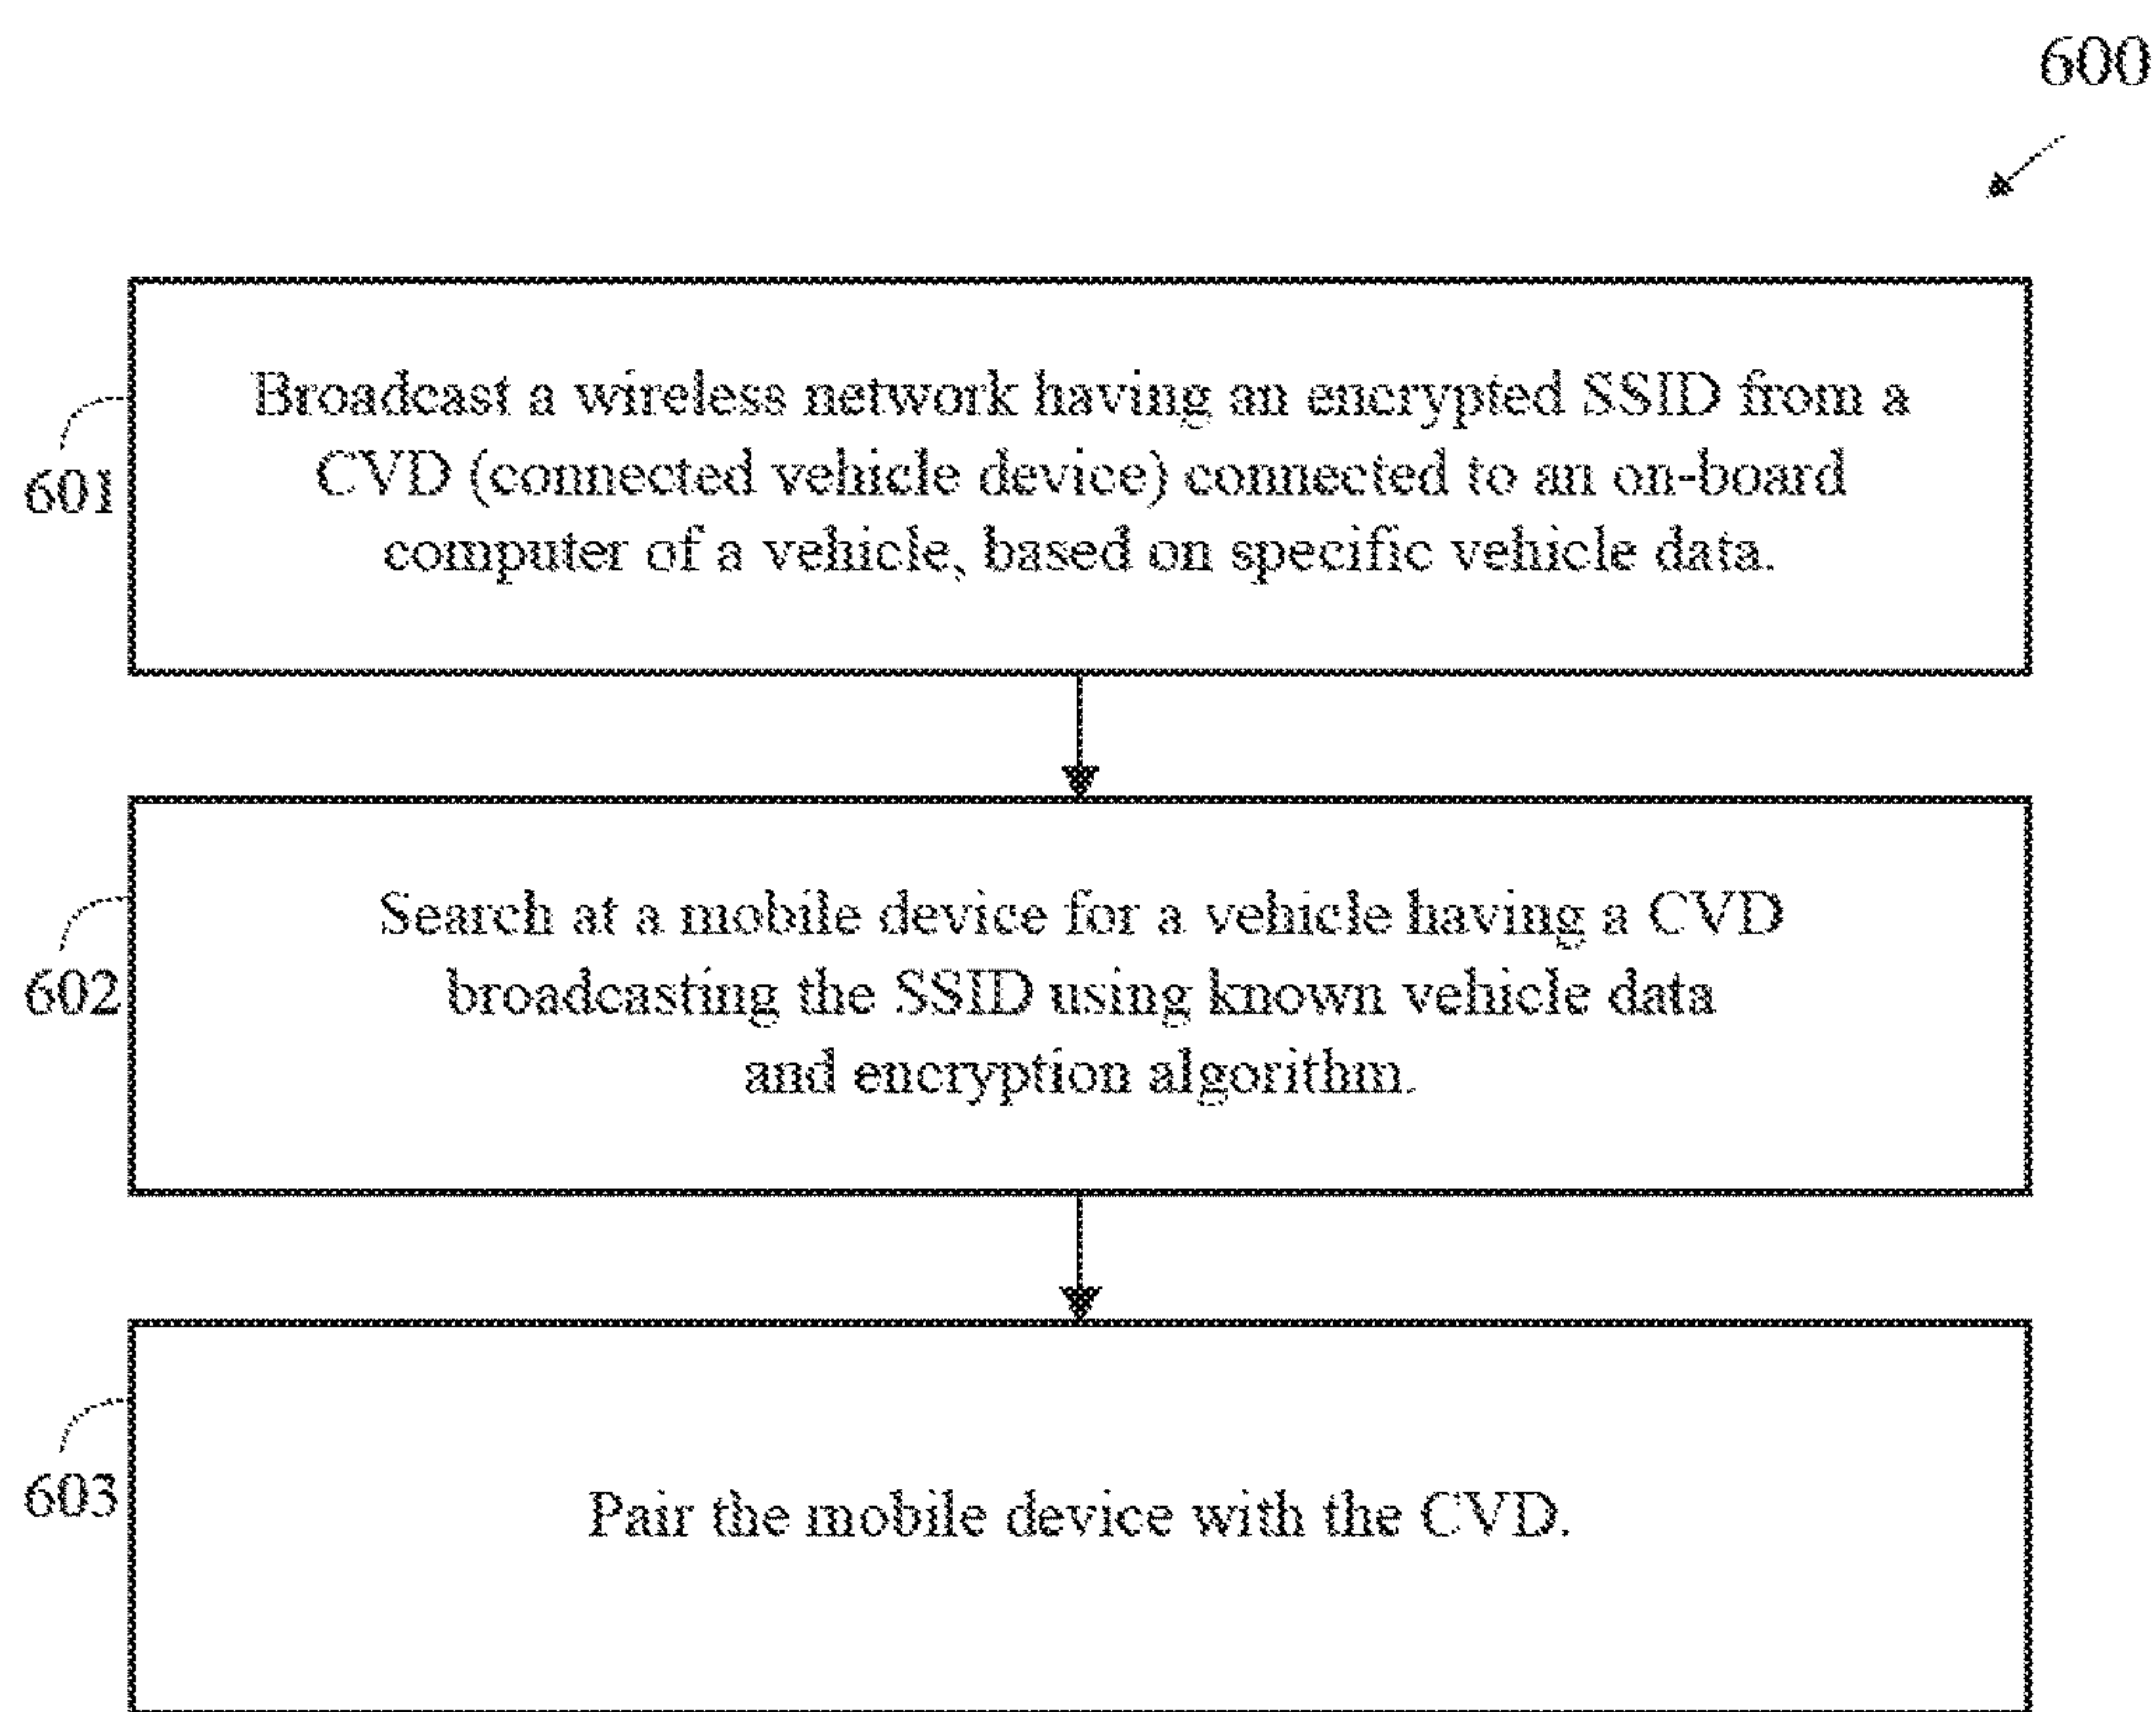 600
601
Broadcast a wireless network having an encrypted SSID from a
CVD (connected vehicle device) connected to an on-board
computer of a vehicle, based on specific vehicle data.
602
Search at a mobile device for a vehicle having a CVD
broadcasting the SSID using known vehicle data
and encryption algorithm.
603
Pair the mobile device with the CVD.